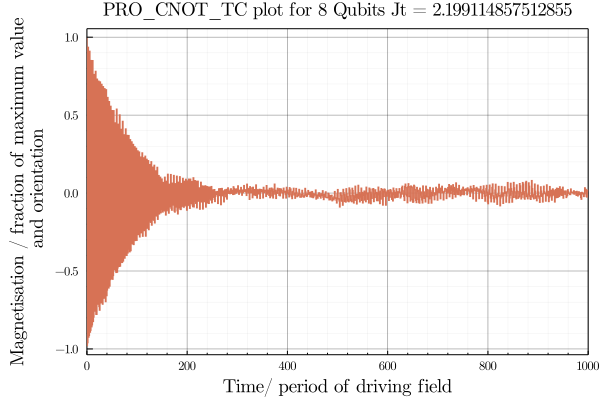 PRO_CNOT_TC plot for 8 Qubits Jt = 2.199114857512855
Magnetisation / fraction of maximum value
and orientation
1.0
0.5
0.0
−0.5
−1.0
0 200 400 600 800 1000
Time/ period of driving field